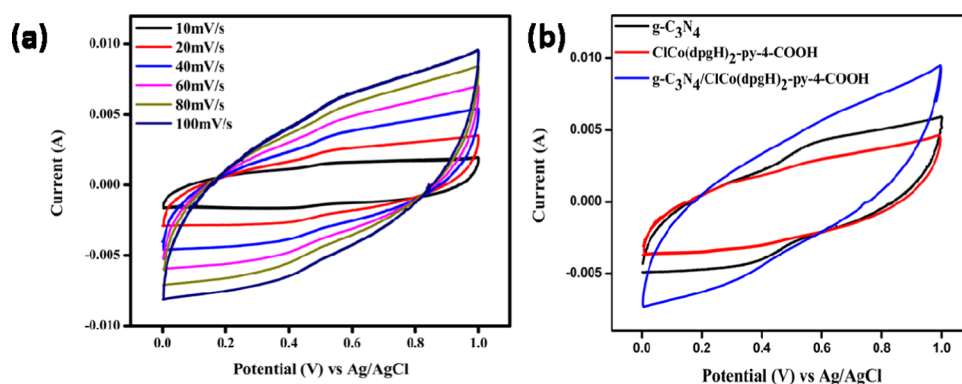 (a)
10mV/s
20mV/s
40mV/s
60mV/s
80mV/s
100mV/s
0.010
0.005
0.000
-0.005
-0.010
Current (A)
0.0 0.2 0.4 0.6 0.8 1.0
Potential (V) vs Ag/AgCl
(b)
g-C₃N₄
ClCo(dpgH)₂-py-4-COOH
g-C₃N₄/ClCo(dpgH)₂-py-4-COOH
0.010
0.005
0.000
-0.005
Current (A)
0.0 0.2 0.4 0.6 0.8 1.0
Potential (V) vs Ag/AgCl